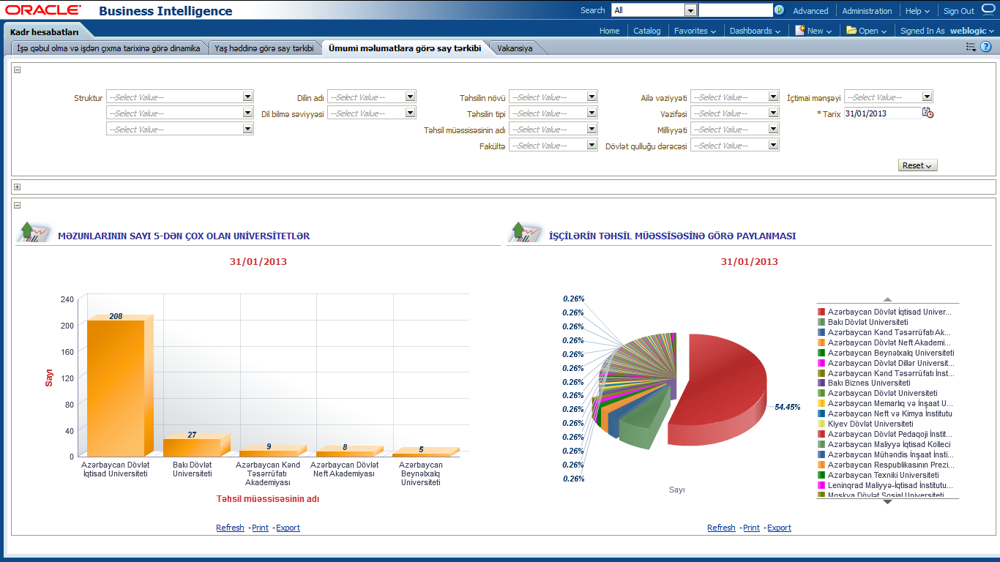 ORACLE Business Intelligence
Search All Advanced Administration Help Sign Out
Kadr hesabatları
Home Catalog Favorites Dashboards New Open Signed In As weblogic
İşə qəbul olma və işdən çıxma tarixinə görə dinamika Yaş həddinə görə say tərkibi Ümumi məlumatlara görə say tərkibi Vakansiya
Struktur --Select Value-- Dilin adı --Select Value-- Təhsilin növü --Select Value-- Ailə vəziyyəti --Select Value-- İçtimai mənşəyi --Select Value--
--Select Value-- Dil bilmə səviyyəsi --Select Value-- Təhsilin tipi --Select Value-- Vəzifəsi --Select Value-- *Tarix 31/01/2013
--Select Value-- Təhsil müəssisəsinin adı --Select Value-- Milliyyəti --Select Value--
Fakültə --Select Value-- Dövlət qulluğu dərəcəsi --Select Value--
Reset
MƏZUNLARININ SAYI 5-DƏN ÇOX OLAN UNİVERSİTETLƏR
31/01/2013
Sayı
240
200
160
120
80
40
0
208
27
9
8
5
Azərbaycan Dövlət
İqtisad Universiteti
Bakı Dövlət
Universiteti
Azərbaycan Kənd
Təsərrüfatı
Akademiyası
Azərbaycan Dövlət
Neft Akademiyası
Azərbaycan
Beynəlxalq
Universiteti
Təhsil müəssisəsinin adı
Refresh -Print -Export
İŞÇİLƏRİN TƏHSİL MÜƏSSİSƏSİNƏ GÖRƏ PAYLANMASI
31/01/2013
0.26%
0.26%
0.26%
0.26%
0.26%
0.26%
0.26%
0.26%
0.26%
0.26%
0.26%
0.26%
0.26%
0.26%
54.45%
Sayı
Azərbaycan Dövlət İqtisad Univer...
Bakı Dövlət Universiteti
Azərbaycan Kənd Təsərrüfatı Ak...
Azərbaycan Dövlət Neft Akademi...
Azərbaycan Beynəlxalq Universiteti
Azərbaycan Dövlət Dillər Universit...
Azərbaycan Kənd Təsərrüfatı İnst...
Bakı Biznes Universiteti
Azərbaycan Dövlət Universiteti
Azərbaycan Memarlıq və İnşaat U...
Azərbaycan Neft və Kimya İnstitutu
Kiyev Dövlət Universiteti
Azərbaycan Dövlət Pedaqoji İnstit...
Azərbaycan Maliyyə İqtisad Kolleci
Azərbaycan Mühəndis İnşaat İnsti...
Azərbaycan Respublikasının Prezi...
Azərbaycan Texniki Universiteti
Leninqrad Maliyyə-İqtisad İnstitutu...
Moskva Dövlət Sosial Universiteti
Refresh -Print -Export